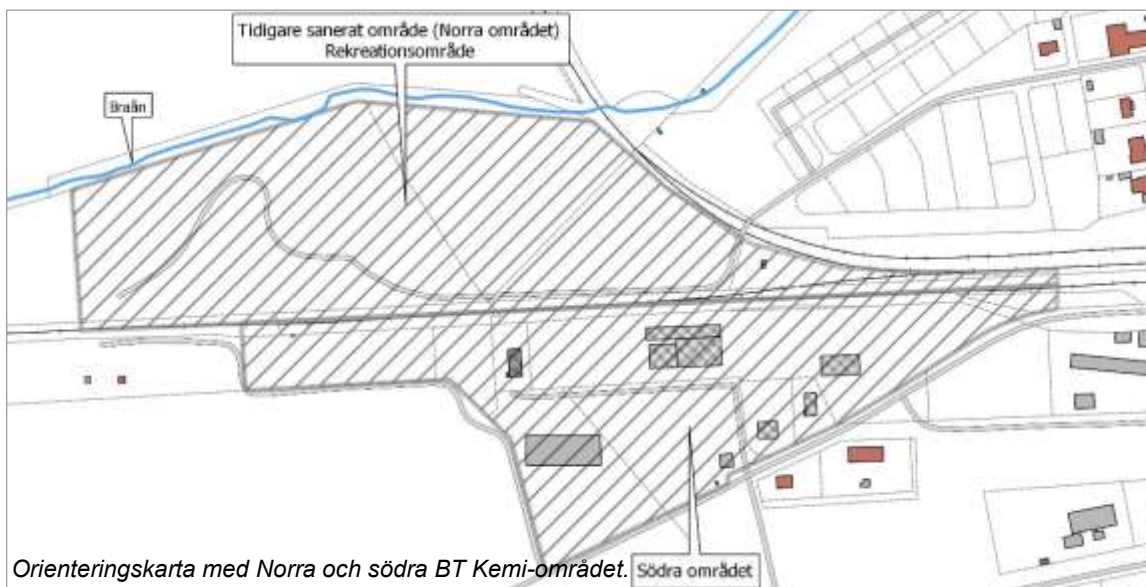 Tidigare sanerat område (Norra området)
Rekreationsområde
Braån
Orienteringskarta med Norra och södra BT Kemi-området.
Södra området